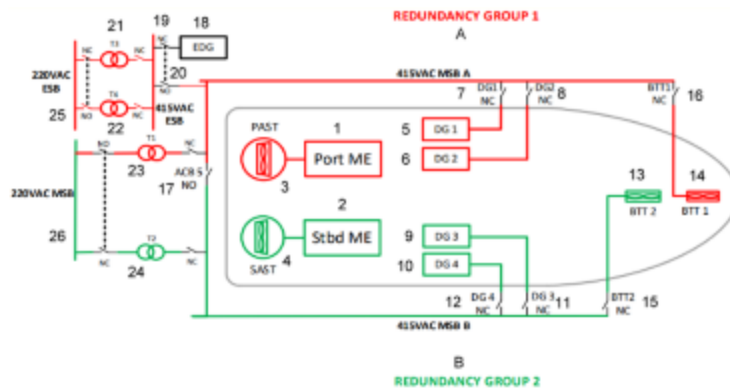 REDUNDANCY GROUP 1
A
21
19
18
T3
NC
NC
NC
EDG
20
220VAC
ESB
415VAC MSB A
NO
NO
T4
NC
415VAC
ESB
25
22
7
DG1
NC
DG2
NC
8
BTT1
NC
16
PAST
1
5
DG 1
Port ME
6
DG 2
NO
T1
NC
23
3
ACB 5
NO
17
13
14
220VAC MSB
2
BTT 2
BTT 1
Stbd ME
9
DG 3
T2
4
10
DG 4
26
NC
24
NC
SAST
12
DG 4
NC
DG 3
NC
11
BTT2
NC
15
415VAC MSB B
B
REDUNDANCY GROUP 2